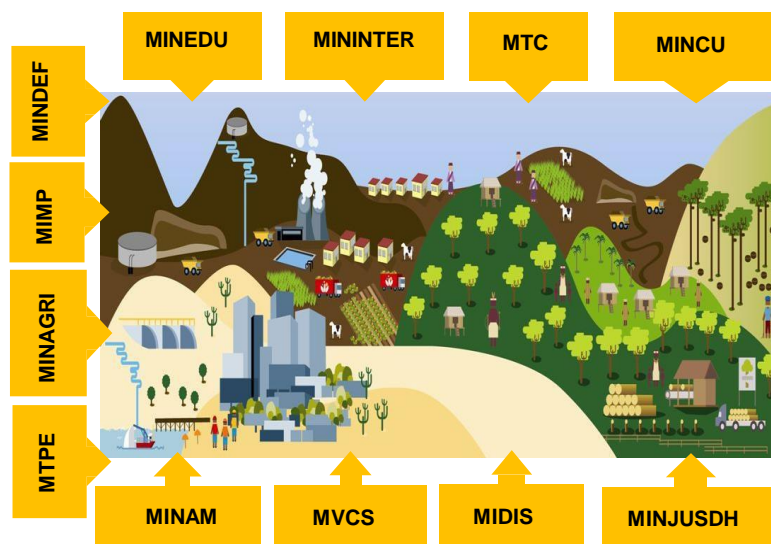 MINEDU
MININTER
MTC
MINCU
MINDEF
MIMP
MINAGRI
MTPE
MINAM
MVCS
MIDIS
MINJUSDH